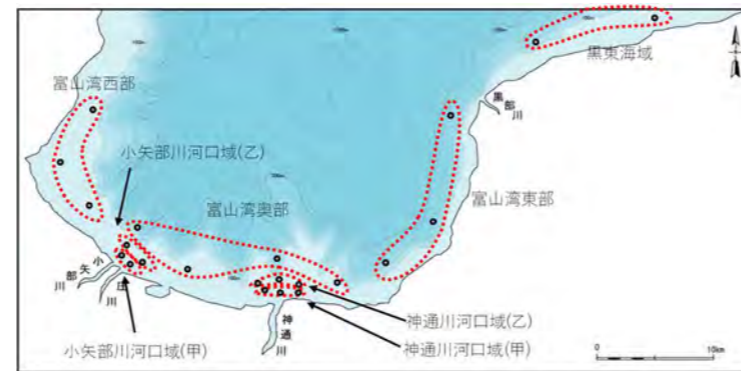 黒東海域
黒部川
富山湾西部
小矢部川河口域(乙)
富山湾奥部
富山湾東部
小矢部川
庄川
神通川
神通川河口域(乙)
小矢部川河口域(甲)
神通川河口域(甲)
0 10km